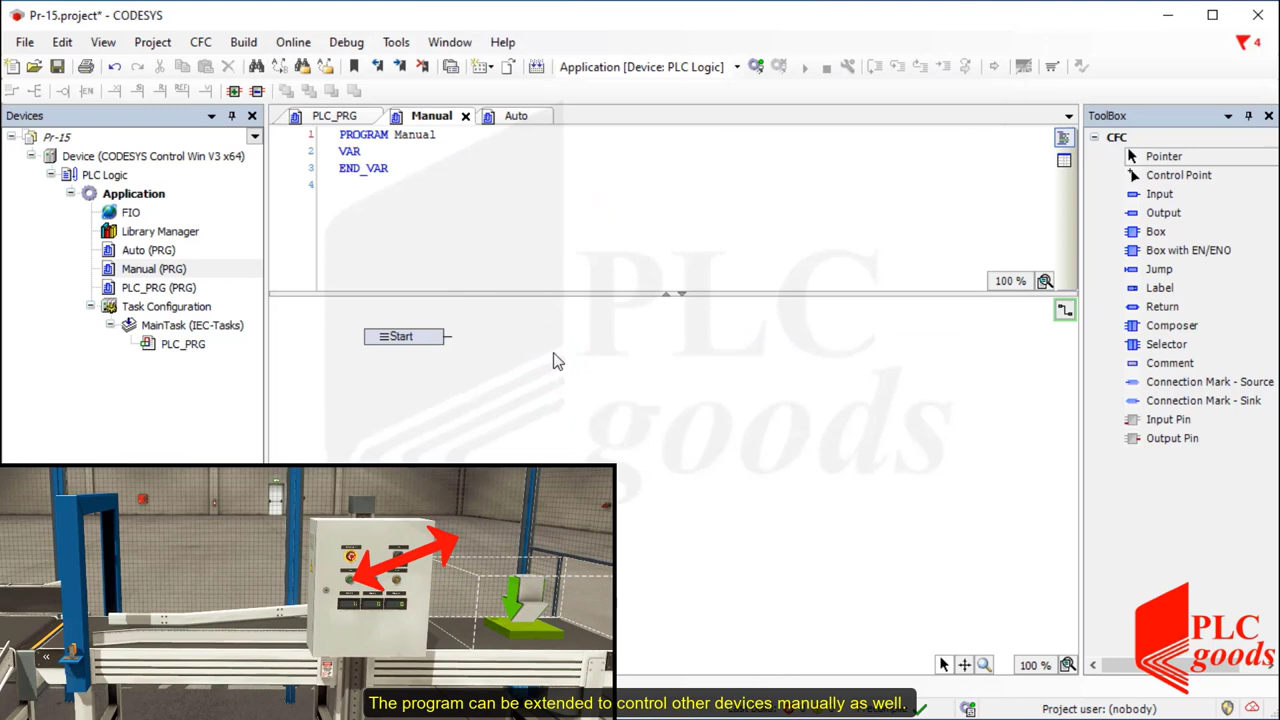 Pr-15.project* - CODESYS
4
File Edit View Project CFC Build Online Debug Tools Window Help
Application [Device: PLC Logic]
Devices
PLC_PRG Manual Auto
ToolBox
Pr-15
Device (CODESYS Control Win V3 x64)
PLC Logic
Application
FIO
Library Manager
Auto (PRG)
Manual (PRG)
PLC_PRG (PRG)
Task Configuration
MainTask (IEC-Tasks)
PLC_PRG
1 PROGRAM Manual
2 VAR
3 END_VAR
4
100 %
Start
CFC
Pointer
Control Point
Input
Output
Box
Box with EN/ENO
Jump
Label
Return
Composer
Selector
Comment
Connection Mark - Source
Connection Mark - Sink
Input Pin
Output Pin
PLC
goods
100 %
PLC
goods
The program can be extended to control other devices manually as well.
Project user: (nobody)